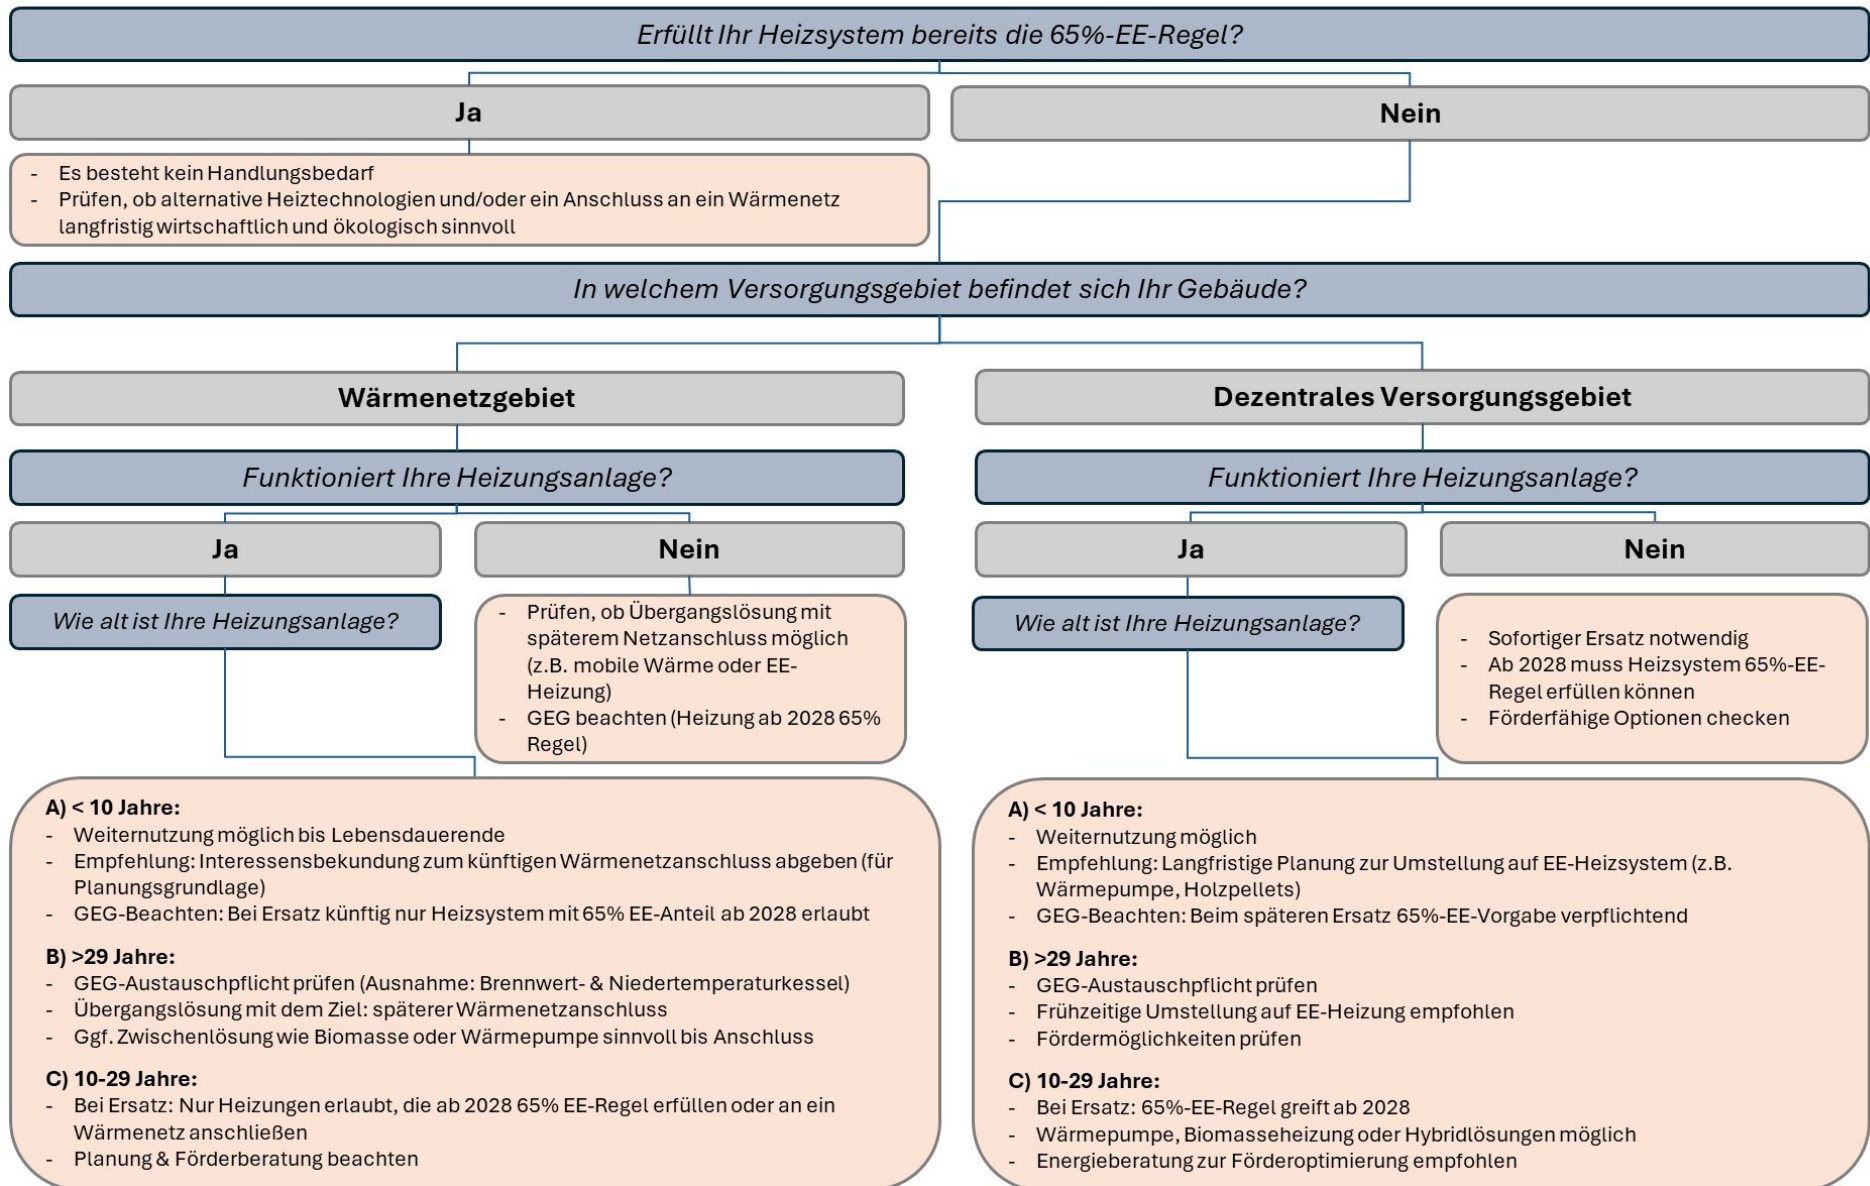 Erfüllt Ihr Heizsystem bereits die 65%-EE-Regel?
Ja
Nein
- Es besteht kein Handlungsbedarf
- Prüfen, ob alternative Heiztechnologien und/oder ein Anschluss an ein Wärmenetz
langfristig wirtschaftlich und ökologisch sinnvoll
In welchem Versorgungsgebiet befindet sich Ihr Gebäude?
Wärmenetzgebiet
Funktioniert Ihre Heizungsanlage?
Ja
Nein
Wie alt ist Ihre Heizungsanlage?
- Prüfen, ob Übergangslösung mit
späterem Netzanschluss möglich
(z.B. mobile Wärme oder EE-
Heizung)
- GEG beachten (Heizung ab 2028 65%
Regel)
A) < 10 Jahre:
- Weiternutzung möglich bis Lebensdauerende
- Empfehlung: Interessensbekundung zum künftigen Wärmenetzanschluss abgeben (für
Planungsgrundlage)
- GEG-Beachten: Bei Ersatz künftig nur Heizsystem mit 65% EE-Anteil ab 2028 erlaubt
B) >29 Jahre:
- GEG-Austauschpflicht prüfen (Ausnahme: Brennwert- & Niedertemperaturkessel)
- Übergangslösung mit dem Ziel: späterer Wärmenetzanschluss
- Ggf. Zwischenlösung wie Biomasse oder Wärmepumpe sinnvoll bis Anschluss
C) 10-29 Jahre:
- Bei Ersatz: Nur Heizungen erlaubt, die ab 2028 65% EE-Regel erfüllen oder an ein
Wärmenetz anschließen
- Planung & Förderberatung beachten
Dezentrales Versorgungsgebiet
Funktioniert Ihre Heizungsanlage?
Ja
Nein
Wie alt ist Ihre Heizungsanlage?
- Sofortiger Ersatz notwendig
- Ab 2028 muss Heizsystem 65%-EE-
Regel erfüllen können
- Förderfähige Optionen checken
A) < 10 Jahre:
- Weiternutzung möglich
- Empfehlung: Langfristige Planung zur Umstellung auf EE-Heizsystem (z.B.
Wärmepumpe, Holzpellets)
- GEG-Beachten: Beim späteren Ersatz 65%-EE-Vorgabe verpflichtend
B) >29 Jahre:
- GEG-Austauschpflicht prüfen
- Frühzeitige Umstellung auf EE-Heizung empfohlen
- Fördermöglichkeiten prüfen
C) 10-29 Jahre:
- Bei Ersatz: 65%-EE-Regel greift ab 2028
- Wärmepumpe, Biomasseheizung oder Hybridlösungen möglich
- Energieberatung zur Förderoptimierung empfohlen